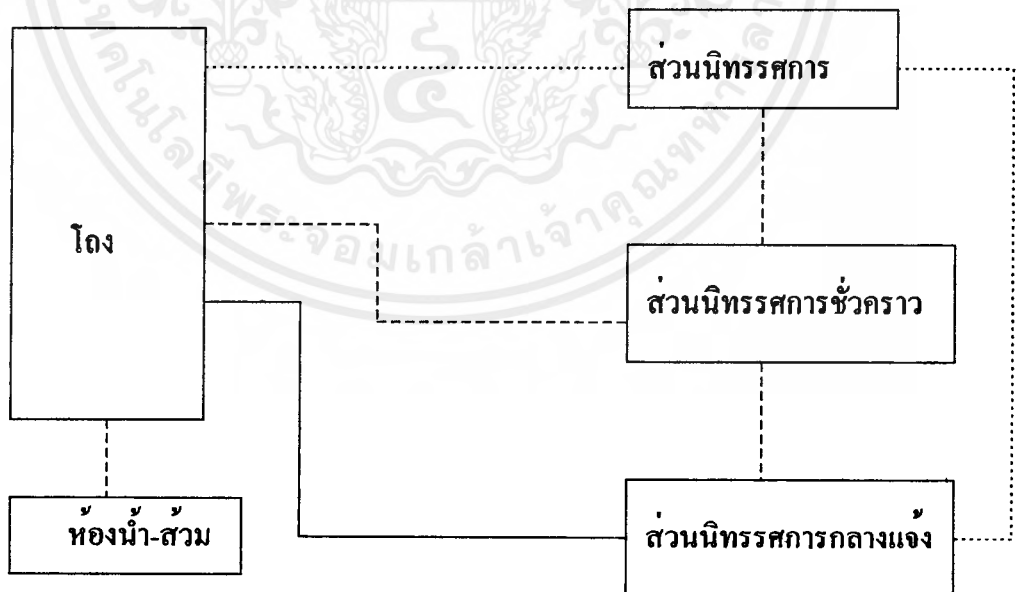 ส่วนนิทรรศการ
โถง
ส่วนนิทรรศการชั่วคราว
ห้องน้ำ-ส้วม
ส่วนนิทรรศการกลางแจ้ง